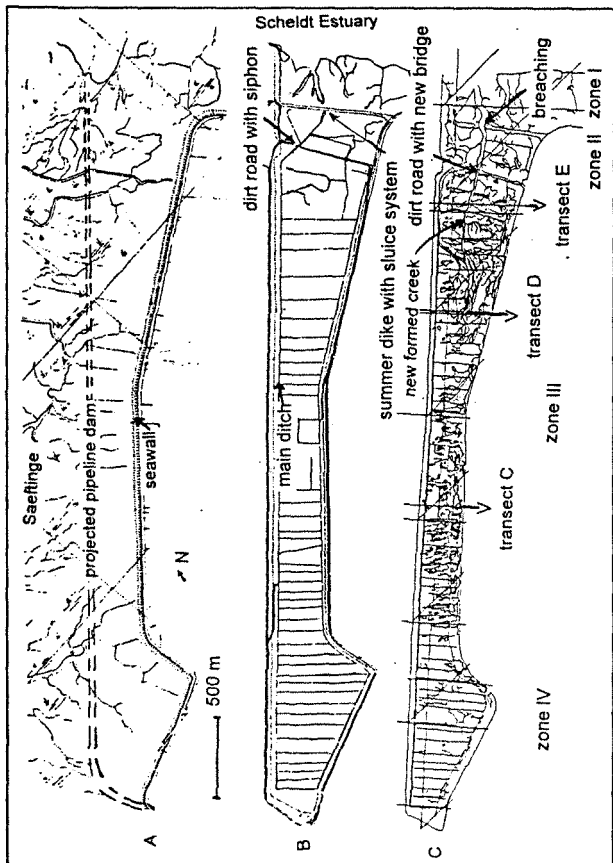 Scheldt Estuary
Saeftinge
projected pipeline dam
seawall
N
500 m
A
dirt road with siphon
summer dike with sluice system
main ditch
B
dirt road with new bridge
breaching
new formed creek
zone I
zone II
transect E
transect D
zone III
transect C
zone IV
C